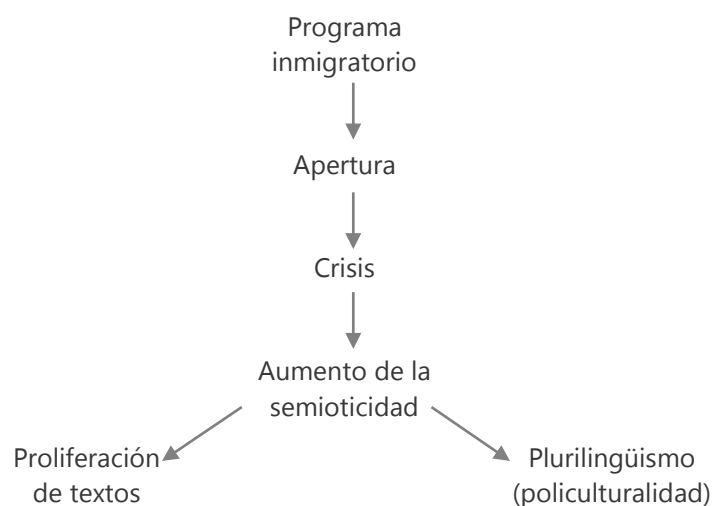 Programa
inmigratorio
Apertura
Crisis
Aumento de la
semioticidad
Proliferación
de textos
Plurilingüismo
(policulturalidad)